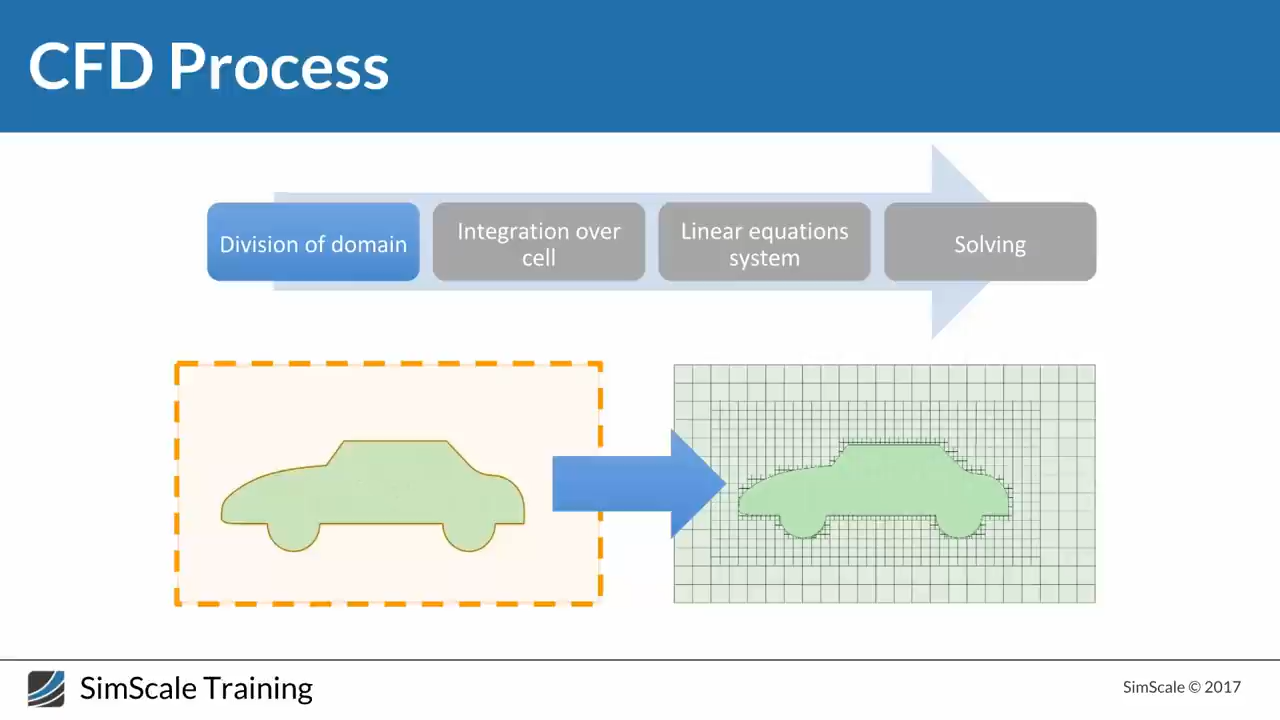 CFD Process
Division of domain
Integration over
cell
Linear equations
system
Solving
SimScale Training
SimScale © 2017